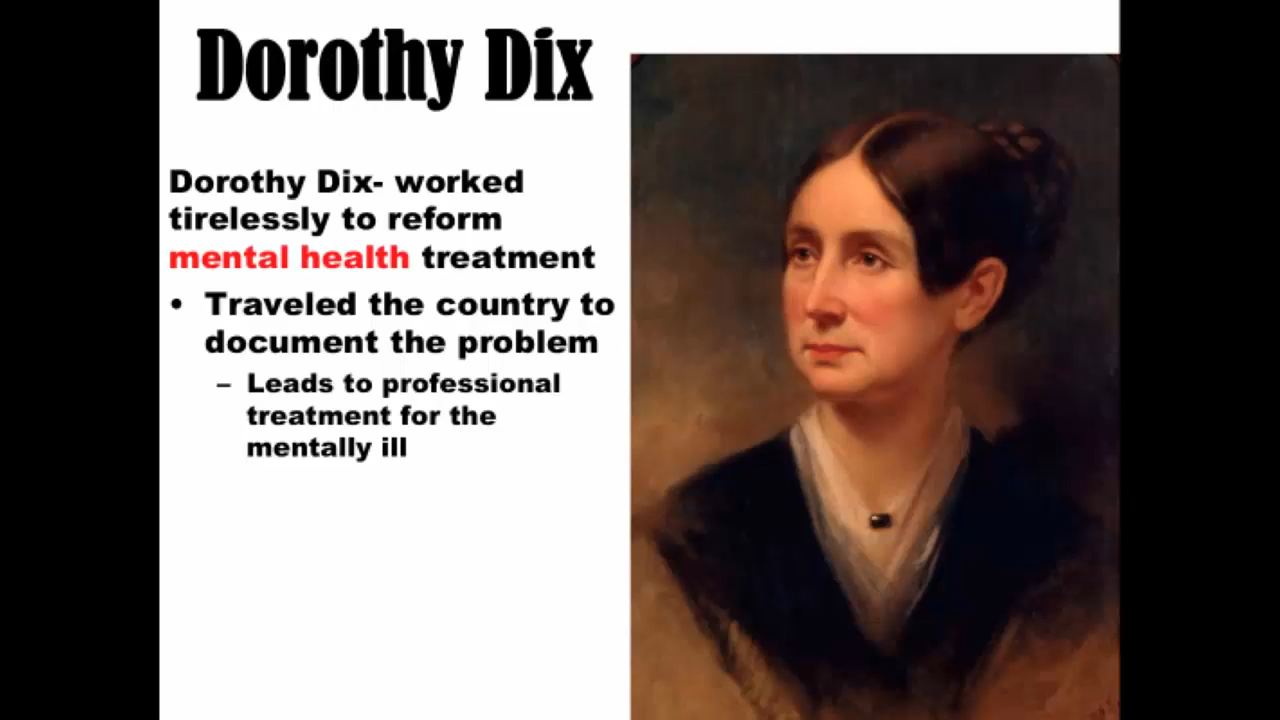 Dorothy Dix
Dorothy Dix- worked
tirelessly to reform
mental health treatment
• Traveled the country to
document the problem
– Leads to professional
treatment for the
mentally ill